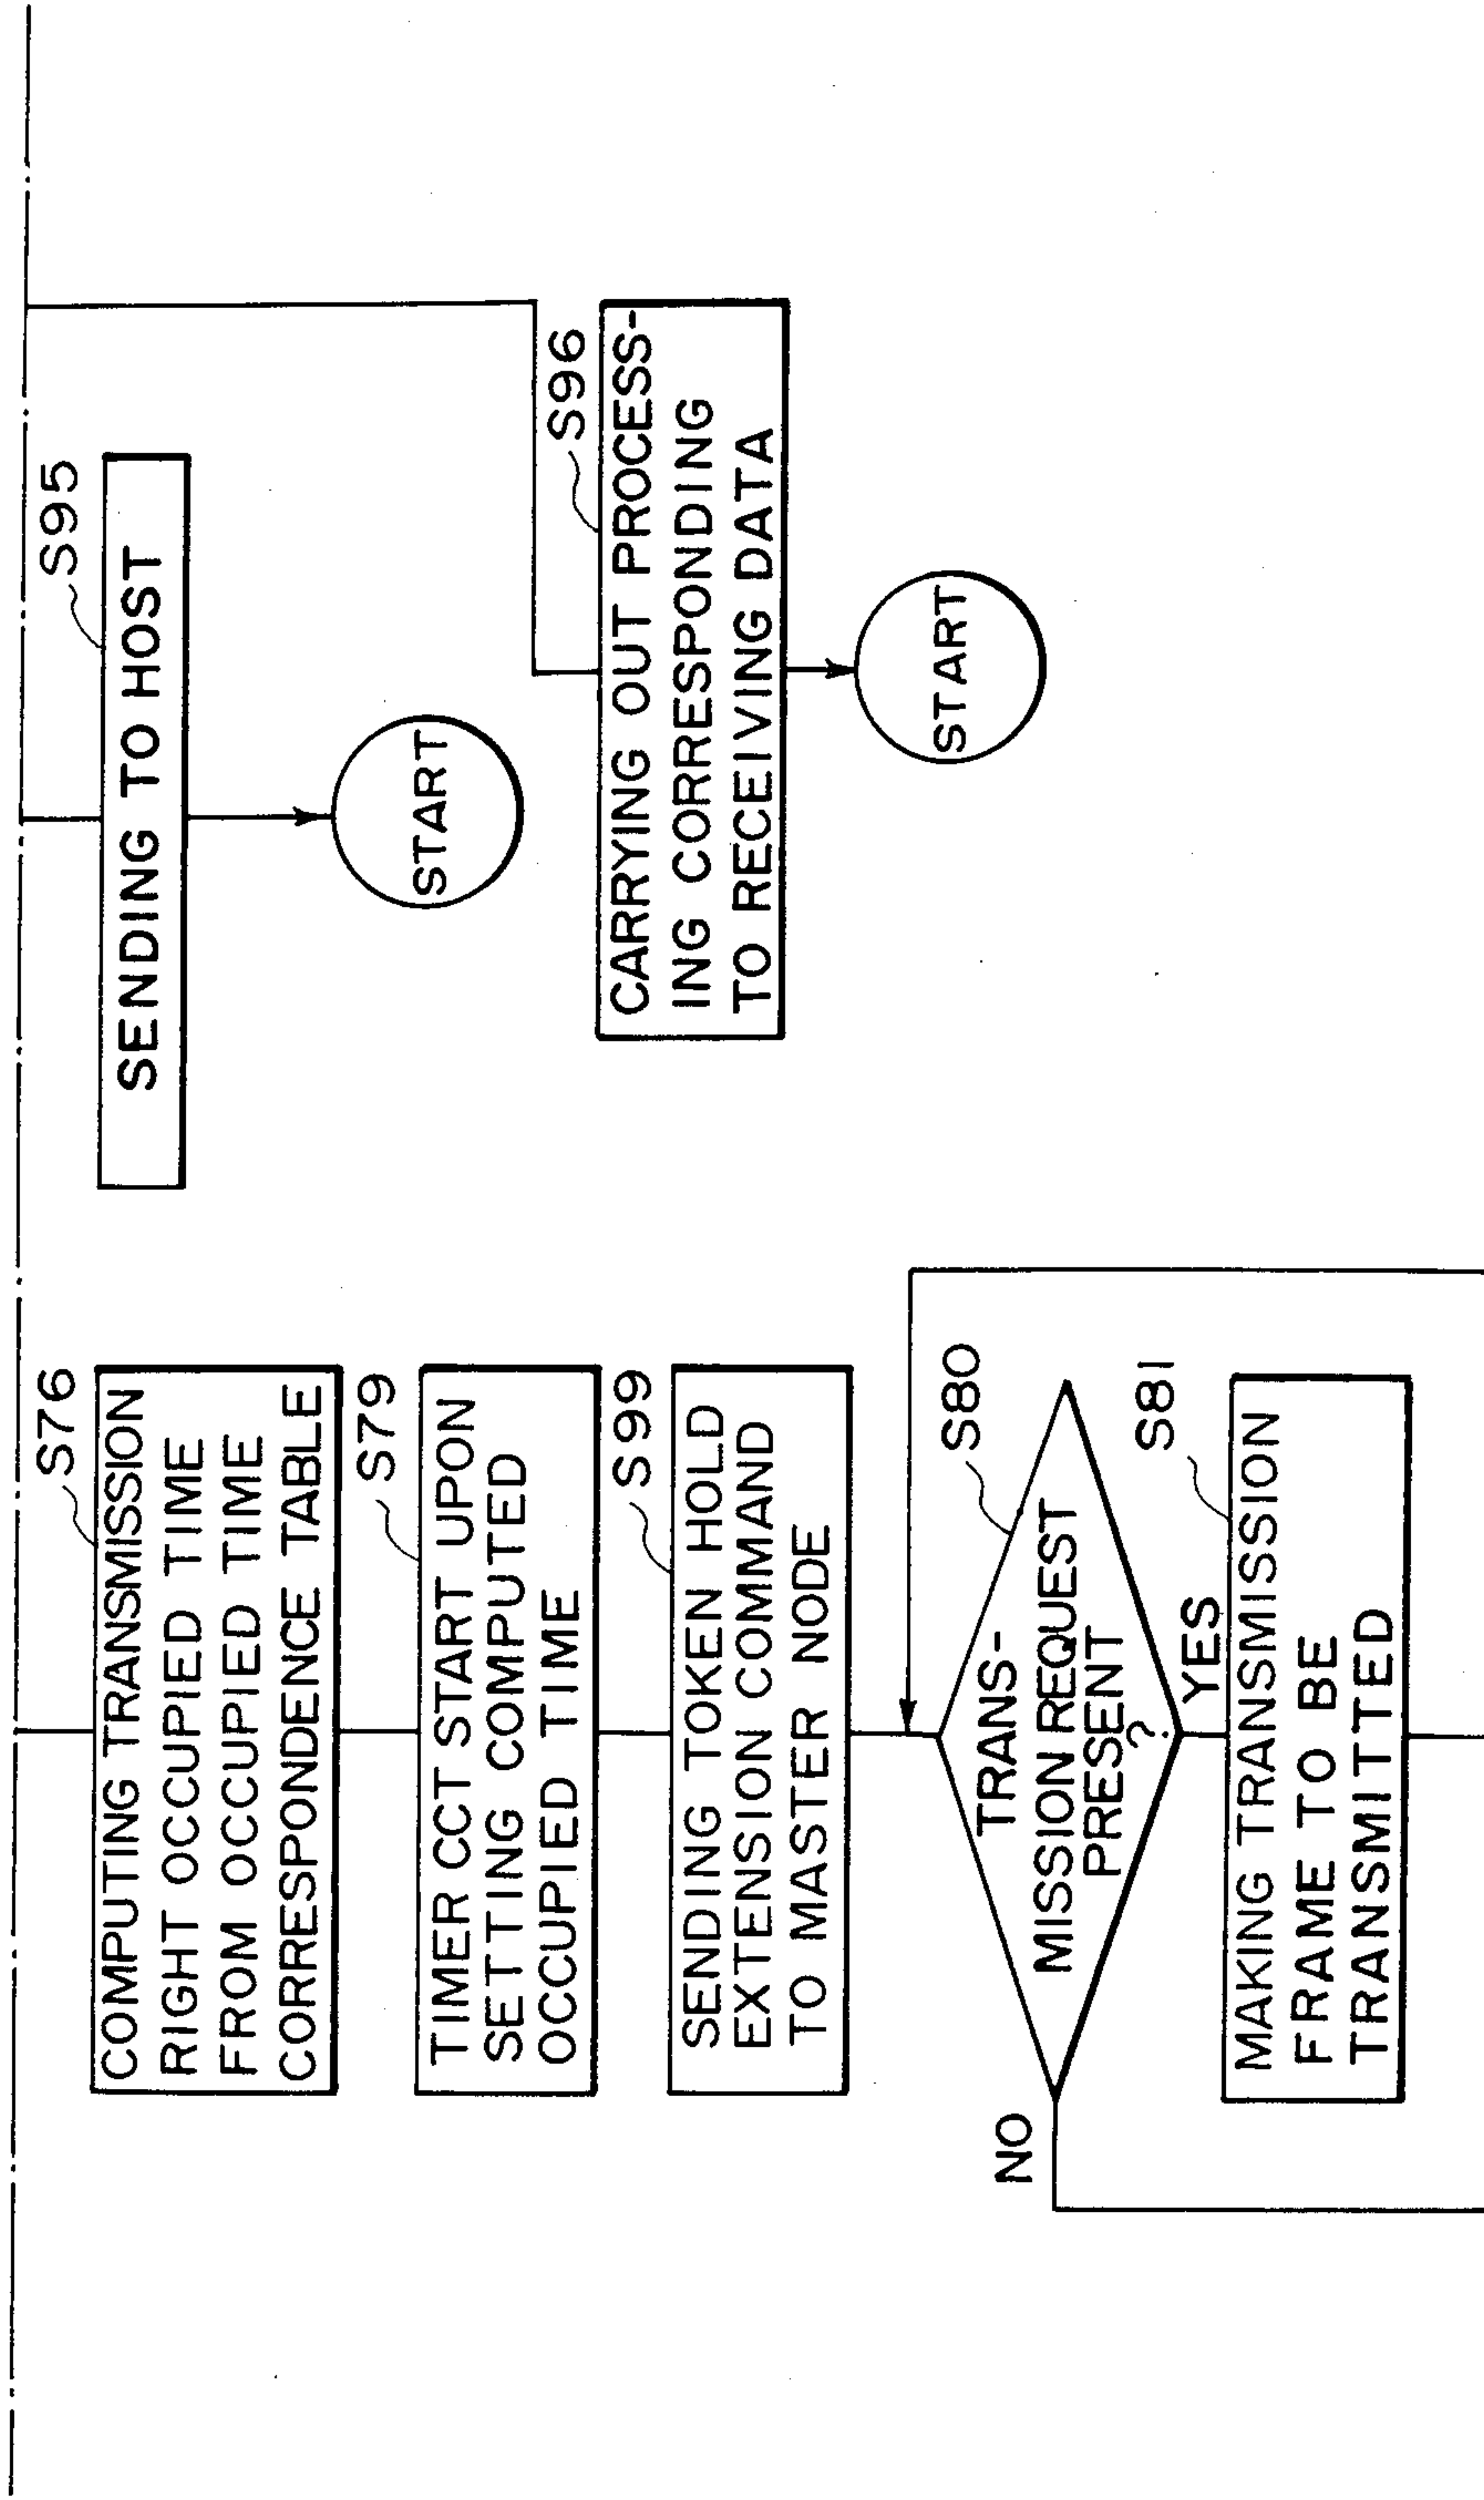 S76
COMPUTING TRANSMISSION
RIGHT OCCUPIED TIME
FROM OCCUPIED TIME
CORRESPONDENCE TABLE
S79
TIMER CCT START UPON
SETTING COMPUTED
OCCUPIED TIME
S99
SENDING TOKEN HOLD
EXTENSION COMMAND
TO MASTER NODE
S80
TRANS-
MISSION REQUEST
PRESENT
?
NO
YES
S81
MAKING TRANSMISSION
FRAME TO BE
TRANSMITTED
S95
SENDING TO HOST
START
S96
CARRYING OUT PROCESS-
ING CORRESPONDING
TO RECEIVING DATA
START